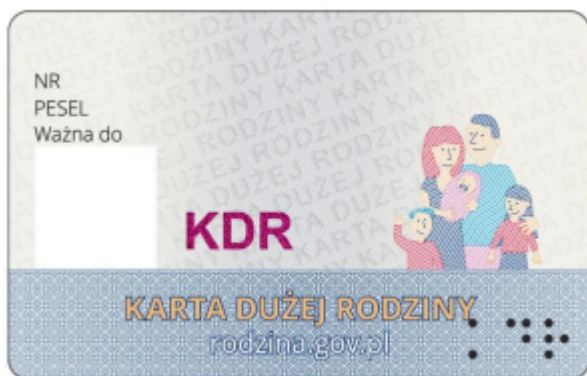 NR
PESEL
Ważna do
KDR
KARTA DUŻEJ RODZINY
rodzina.gov.pl